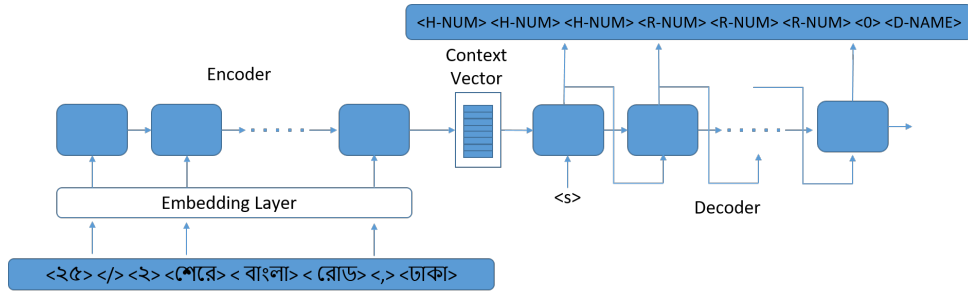 <H-NUM> <H-NUM> <H-NUM> <R-NUM> <R-NUM> <R-NUM> <0> <D-NAME>
Encoder
Context
Vector
Embedding Layer
<s>
Decoder
<২৫> </> <২> <শেরে> < বাংলা> < রোড> <,> <ঢাকা>